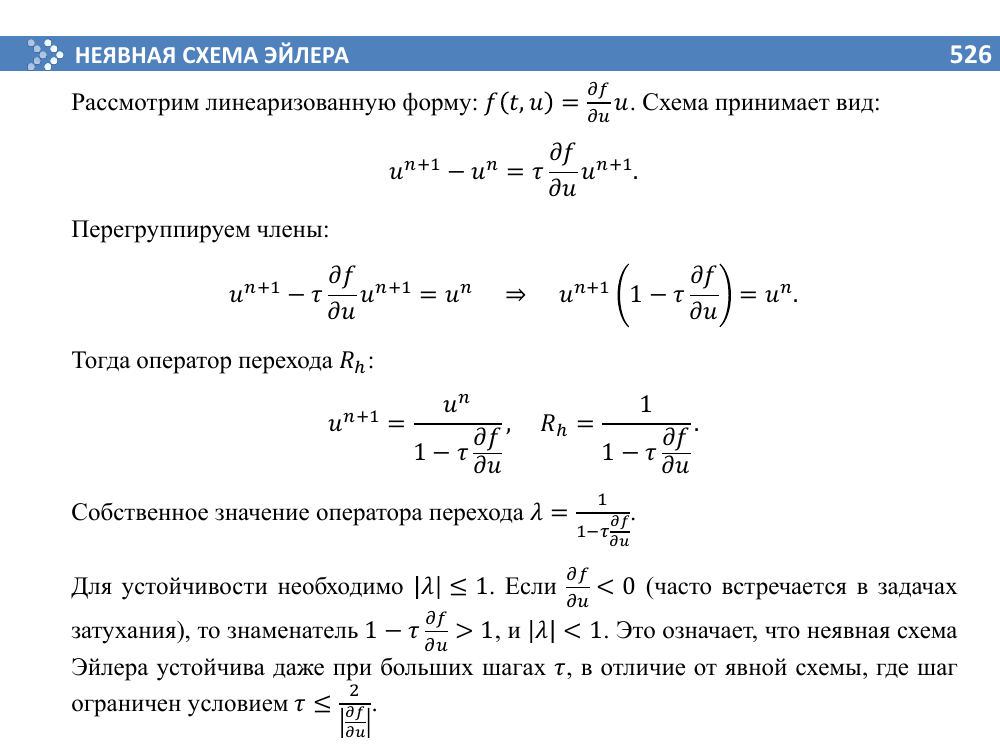 НЕЯВНАЯ СХЕМА ЭЙЛЕРА 526
Рассмотрим линеаризованную форму: $f(t,u) = \frac{\partial f}{\partial u}u$. Схема принимает вид:
$u^{n+1} - u^n = \tau \frac{\partial f}{\partial u} u^{n+1}.$
Перегруппируем члены:
$u^{n+1} - \tau \frac{\partial f}{\partial u} u^{n+1} = u^n \quad \Rightarrow \quad u^{n+1} \left(1 - \tau \frac{\partial f}{\partial u}\right) = u^n.$
Тогда оператор перехода $R_h$:
$u^{n+1} = \frac{u^n}{1 - \tau \frac{\partial f}{\partial u}}, \quad R_h = \frac{1}{1 - \tau \frac{\partial f}{\partial u}}.$
Собственное значение оператора перехода $\lambda = \frac{1}{1 - \tau \frac{\partial f}{\partial u}}$.
Для устойчивости необходимо $|\lambda| \leq 1$. Если $\frac{\partial f}{\partial u} < 0$ (часто встречается в задачах
затухания), то знаменатель $1 - \tau \frac{\partial f}{\partial u} > 1$, и $|\lambda| < 1$. Это означает, что неявная схема
Эйлера устойчива даже при больших шагах $\tau$, в отличие от явной схемы, где шаг
ограничен условием $\tau \leq \frac{2}{\left|\frac{\partial f}{\partial u}\right|}$.